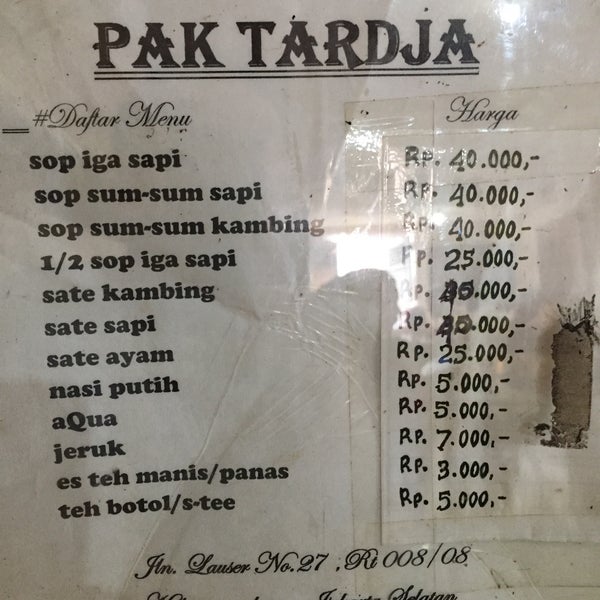 PAK TARDJA
#Daftar Menu Harga
sop iga sapi Rp. 40.000,-
sop sum-sum sapi Rp. 40.000,-
sop sum-sum kambing Rp. 40.000,-
1/2 sop iga sapi Rp. 25.000,-
sate kambing Rp.
sate sapi Rp.
sate ayam Rp. 25.000,-
nasi putih Rp. 5.000,-
aQua Rp. 5.000,-
jeruk Rp. 7.000,-
es teh manis/panas Rp. 3.000,-
teh botol/s-tee Rp. 5.000,-
Jln. Lauser No.27 , Rt 008/08
Selatan